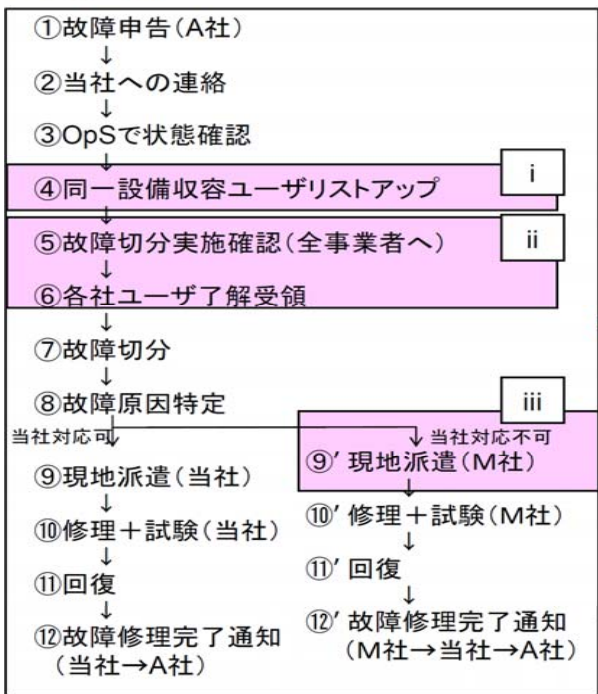 ①故障申告(A社)
↓
②当社への連絡
↓
③OpSで状態確認
↓
i
④同一設備収容ユーザリストアップ
↓
ii
⑤故障切分実施確認(全事業者へ)
↓
⑥各社ユーザ了解受領
↓
⑦故障切分
↓
⑧故障原因特定
iii
当社対応可
↓
⑨現地派遣(当社)
↓
⑩修理+試験(当社)
↓
⑪回復
↓
⑫故障修理完了通知
(当社→A社)
↓
当社対応不可
⑨′現地派遣(M社)
↓
⑩′修理+試験(M社)
↓
⑪′回復
↓
⑫′故障修理完了通知
(M社→当社→A社)